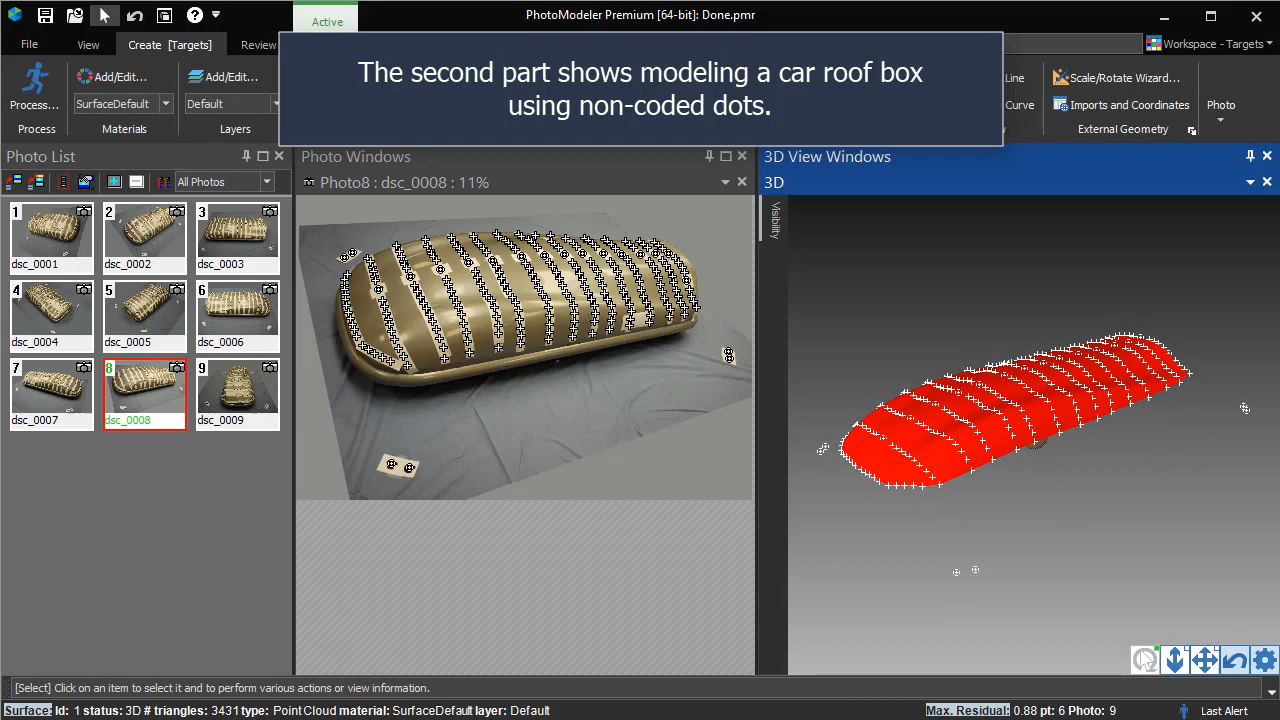 PhotoModeler Premium [64-bit]: Done.pmr
Active
File
View
Create [Targets]
Review
Workspace - Targets
The second part shows modeling a car roof box
using non-coded dots.
Process...
Process
Add/Edit...
SurfaceDefault
Materials
Add/Edit...
Default
Layers
Line
Curve
Scale/Rotate Wizard...
Imports and Coordinates
External Geometry
Photo
Photo List
All Photos
1
dsc_0001
2
dsc_0002
3
dsc_0003
4
dsc_0004
5
dsc_0005
6
dsc_0006
7
dsc_0007
8
dsc_0008
9
dsc_0009
Photo Windows
Photo8 : dsc_0008 : 11%
3D View Windows
3D
Visibility
[Select] Click on an item to select it and to perform various actions or view information.
Surface: Id: 1 status: 3D # triangles: 3431 type: Point Cloud material: SurfaceDefault layer: Default
Max. Residual: 0.88 pt: 6 Photo: 9
Last Alert